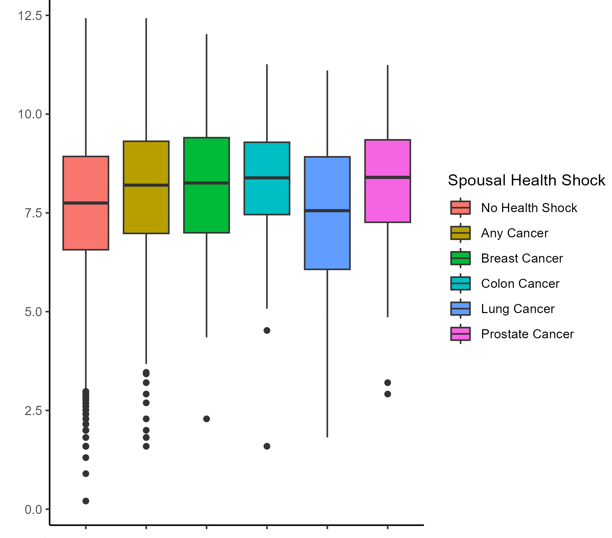 12.5
10.0
7.5
5.0
2.5
0.0
Spousal Health Shock
No Health Shock
Any Cancer
Breast Cancer
Colon Cancer
Lung Cancer
Prostate Cancer